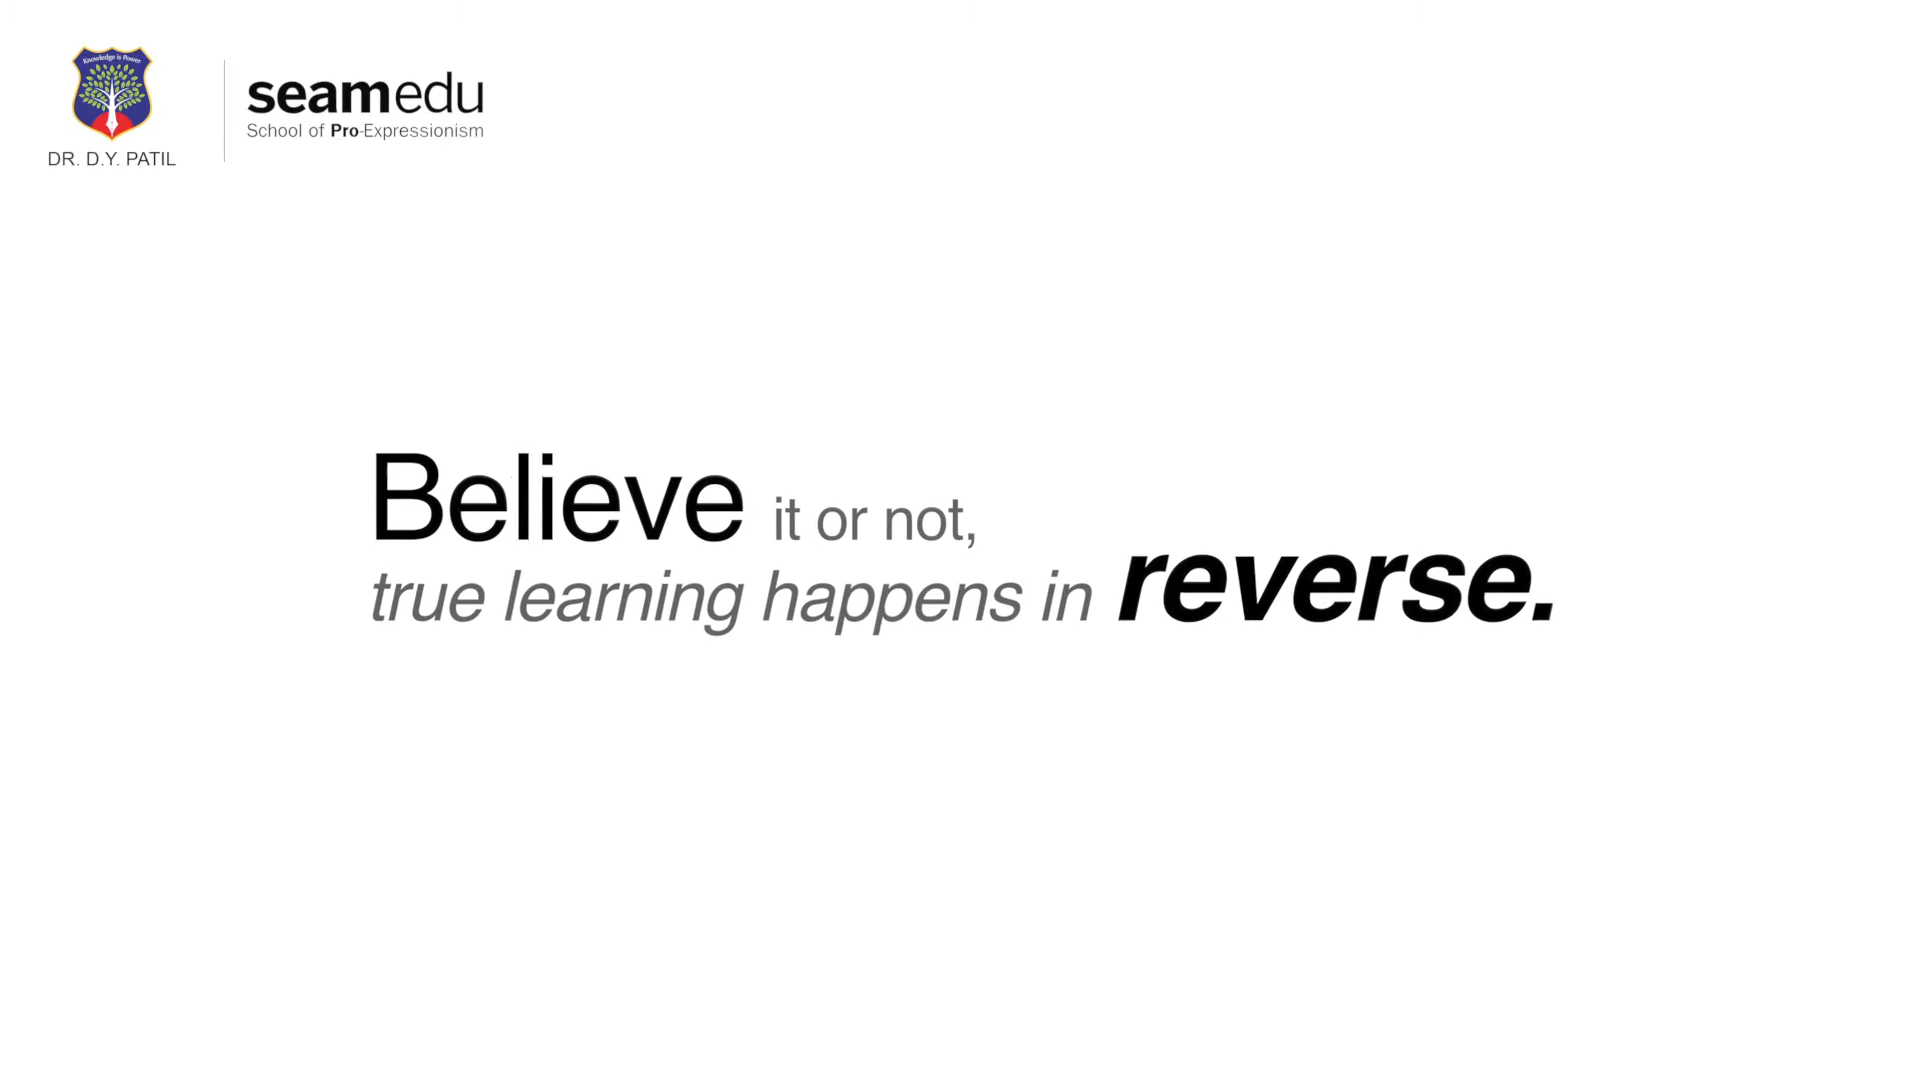 Knowledge is Power
DR. D.Y. PATIL
seamedu
School of Pro-Expressionism
Believe it or not,
true learning happens in reverse.